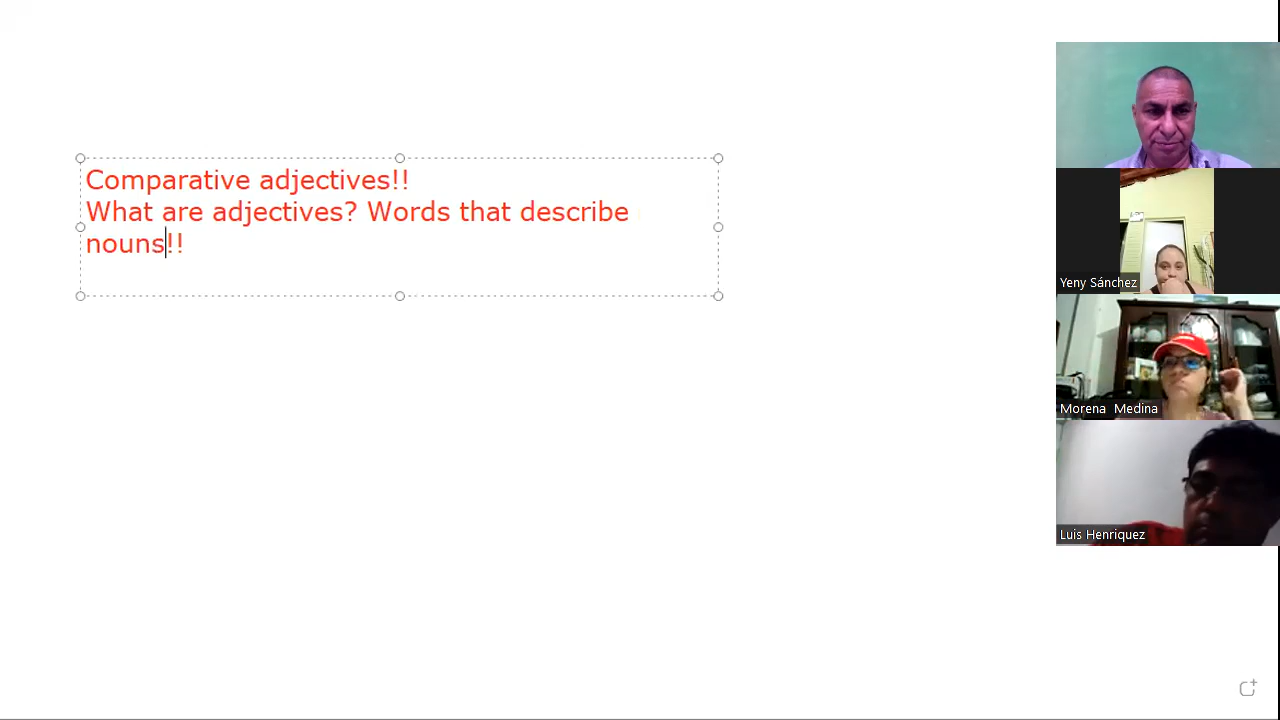 Comparative adjectives!!
What are adjectives? Words that describe
nouns!!
Yeny Sánchez
Morena Medina
Luis Henriquez